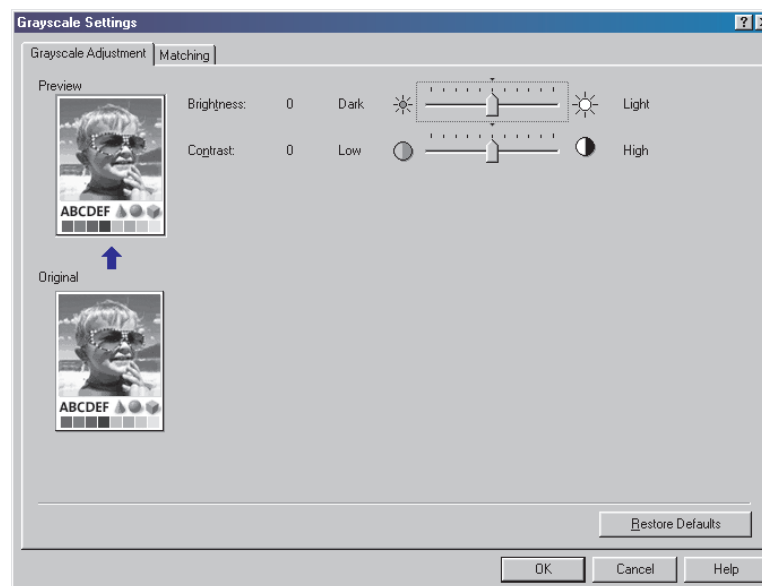 Grayscale Settings
Grayscale Adjustment Matching
Preview
Brightness: 0 Dark Light
Contrast: 0 Low High
ABCDEF
Original
ABCDEF
Restore Defaults
OK Cancel Help